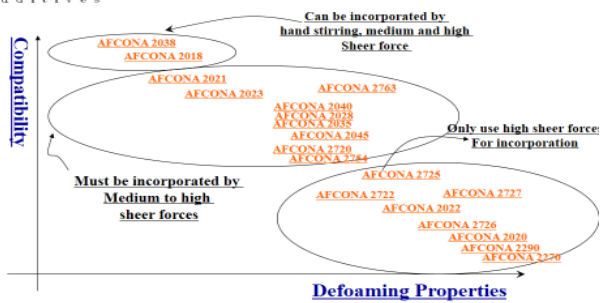 Can be incorporated by
hand stirring, medium and high
Sheer force
AFCONA 2038
AFCONA 2018
Compatibility
AFCONA 2021
AFCONA 2023
AFCONA 2763
AFCONA 2040
AFCONA 2028
AFCONA 2035
AFCONA 2045
AFCONA 2720
AFCONA 2784
Only use high sheer forces
For incorporation
Must be incorporated by
Medium to high
sheer forces
AFCONA 2725
AFCONA 2722
AFCONA 2727
AFCONA 2022
AFCONA 2726
AFCONA 2020
AFCONA 2290
AFCONA 2270
Defoaming Properties